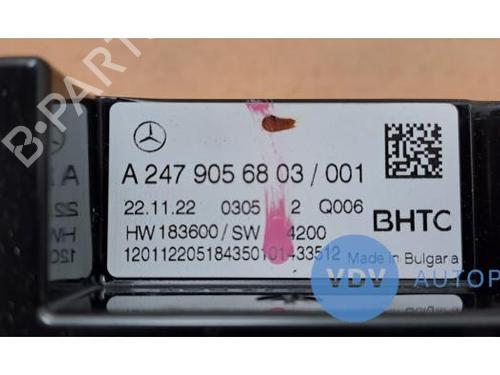 A 247 905 68 03 / 001
22.11.22 0305 2 Q006
HW 183600 / SW 4200
BHTC
120112205184350101433512
Made in Bulgaria
VDV AUTOP
B-PARTS